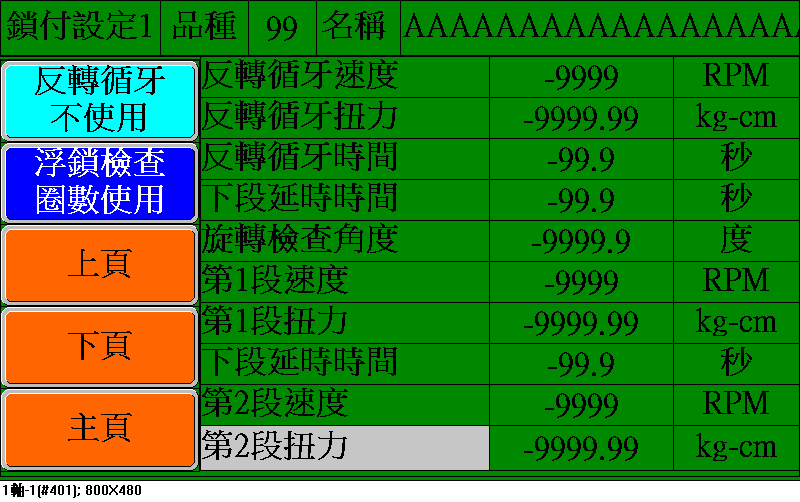 鎖付設定1 品種 99 名稱 AAAAAAAAAAAAAAAA
反轉循牙
不使用
浮鎖檢查
圈數使用
上頁
下頁
主頁
反轉循牙速度 -9999 RPM
反轉循牙扭力 -9999.99 kg-cm
反轉循牙時間 -99.9 秒
下段延時時間 -99.9 秒
旋轉檢查角度 -9999.9 度
第1段速度 -9999 RPM
第1段扭力 -9999.99 kg-cm
下段延時時間 -99.9 秒
第2段速度 -9999 RPM
第2段扭力 -9999.99 kg-cm
1軸-1(#401); 800X480